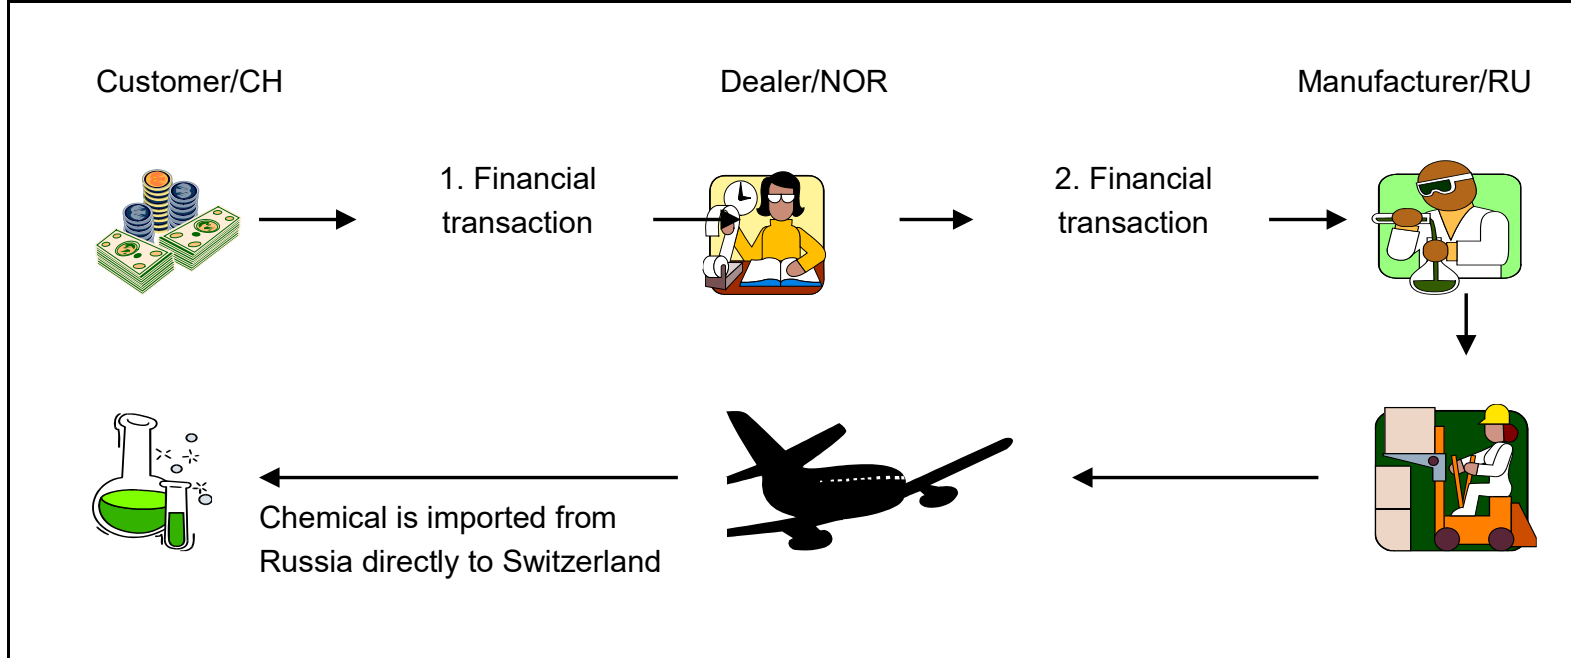 Customer/CH
Dealer/NOR
Manufacturer/RU
1. Financial
transaction
2. Financial
transaction
Chemical is imported from
Russia directly to Switzerland